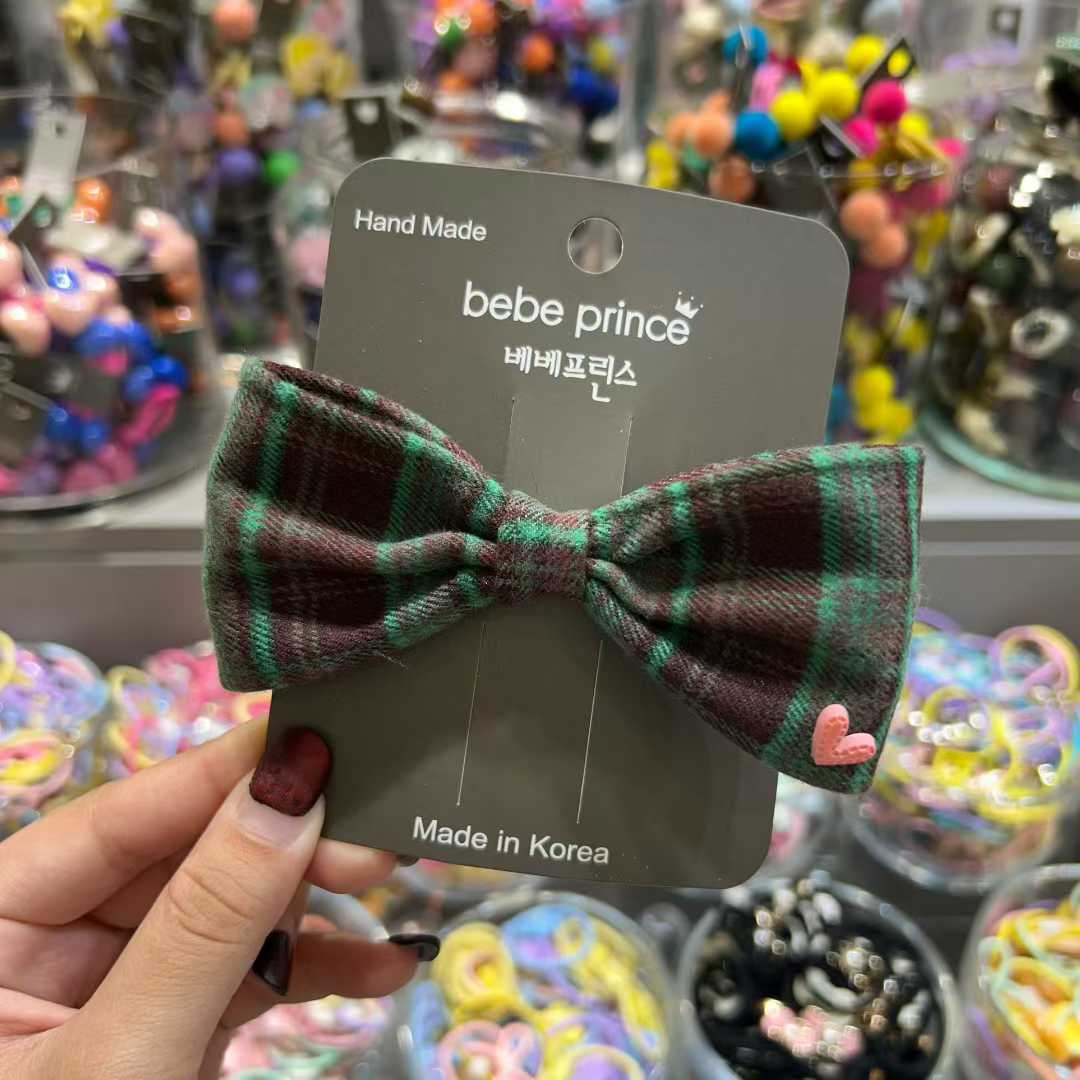 Hand Made
bebe prince
베베프린스
Made in Korea